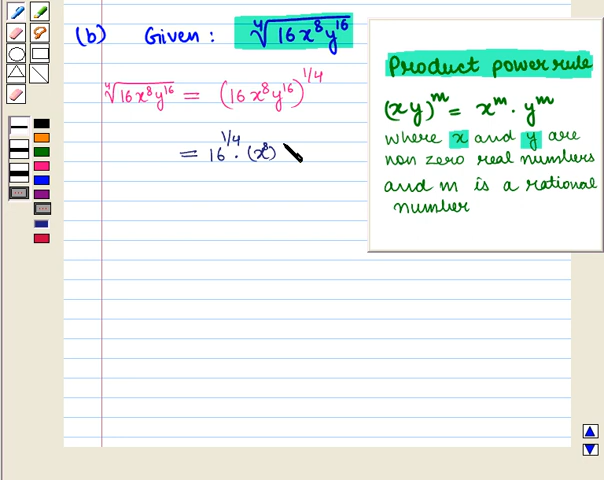 (b) Given : ∜16x⁸y¹⁶
∜16x⁸y¹⁶ = (16x⁸y¹⁶)^1/4
= 16^1/4 · (x⁸)
Product power rule
(xy)^m = x^m · y^m
where x and y are
non zero real numbers
and m is a rational
number